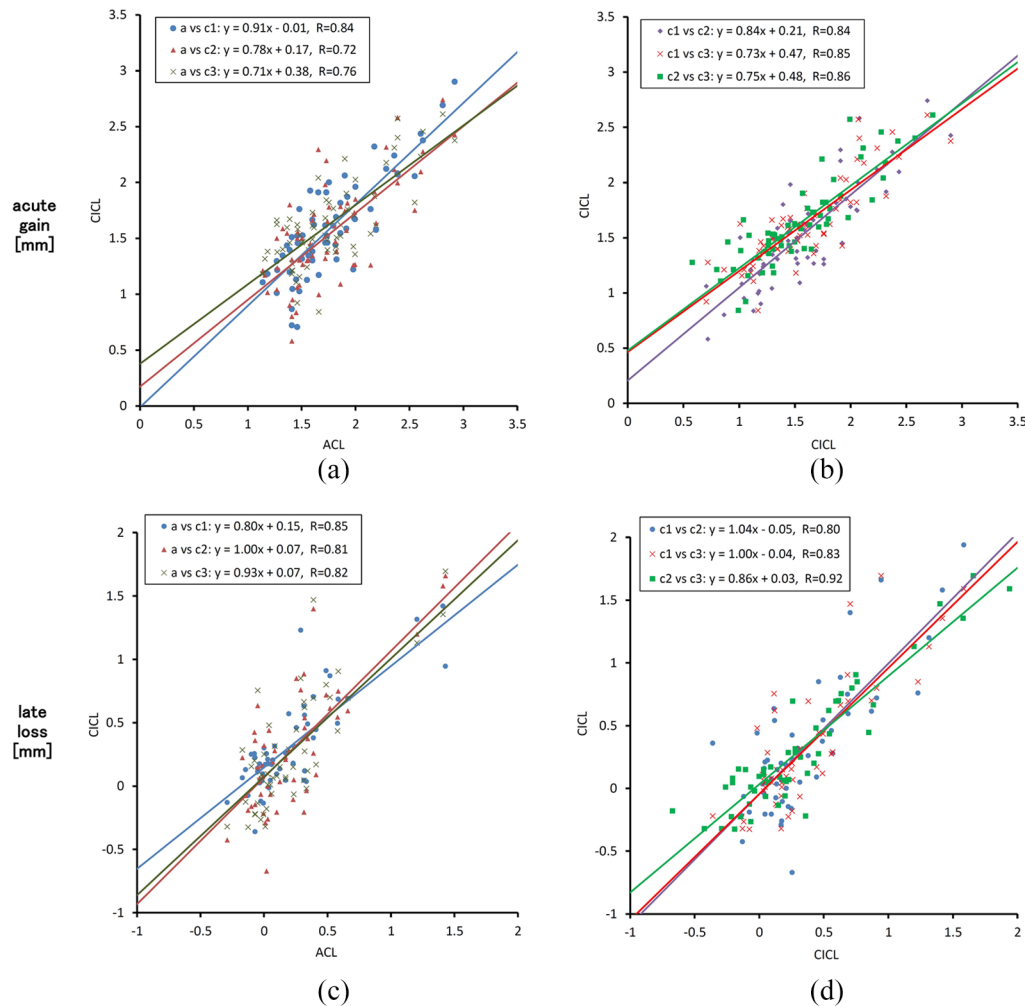 a vs c1: y = 0.91x - 0.01, R=0.84
a vs c2: y = 0.78x + 0.17, R=0.72
a vs c3: y = 0.71x + 0.38, R=0.76
3.5
3
2.5
2
1.5
1
0.5
0
CICL
acute
gain
[mm]
0 0.5 1 1.5 2 2.5 3 3.5
ACL
(a)
c1 vs c2: y = 0.84x + 0.21, R=0.84
c1 vs c3: y = 0.73x + 0.47, R=0.85
c2 vs c3: y = 0.75x + 0.48, R=0.86
3.5
3
2.5
2
1.5
1
0.5
0
CICL
0 0.5 1 1.5 2 2.5 3 3.5
CICL
(b)
a vs c1: y = 0.80x + 0.15, R=0.85
a vs c2: y = 1.00x + 0.07, R=0.81
a vs c3: y = 0.93x + 0.07, R=0.82
2
1.5
1
0.5
0
-0.5
-1
CICL
late
loss
[mm]
-1 -0.5 0 0.5 1 1.5 2
ACL
(c)
c1 vs c2: y = 1.04x - 0.05, R=0.80
c1 vs c3: y = 1.00x - 0.04, R=0.83
c2 vs c3: y = 0.86x + 0.03, R=0.92
2
1.5
1
0.5
0
-0.5
-1
CICL
-1 -0.5 0 0.5 1 1.5 2
CICL
(d)